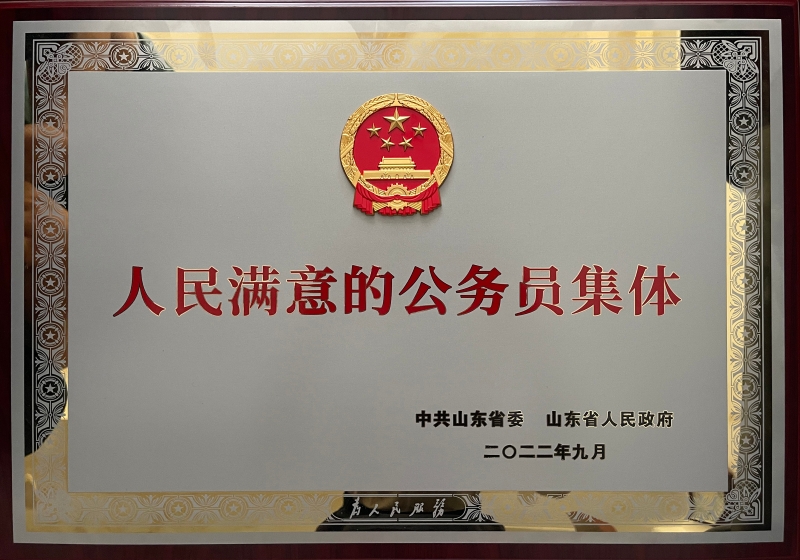 人民满意的公务员集体
中共山东省委 山东省人民政府
二〇二二年九月
为人民服务